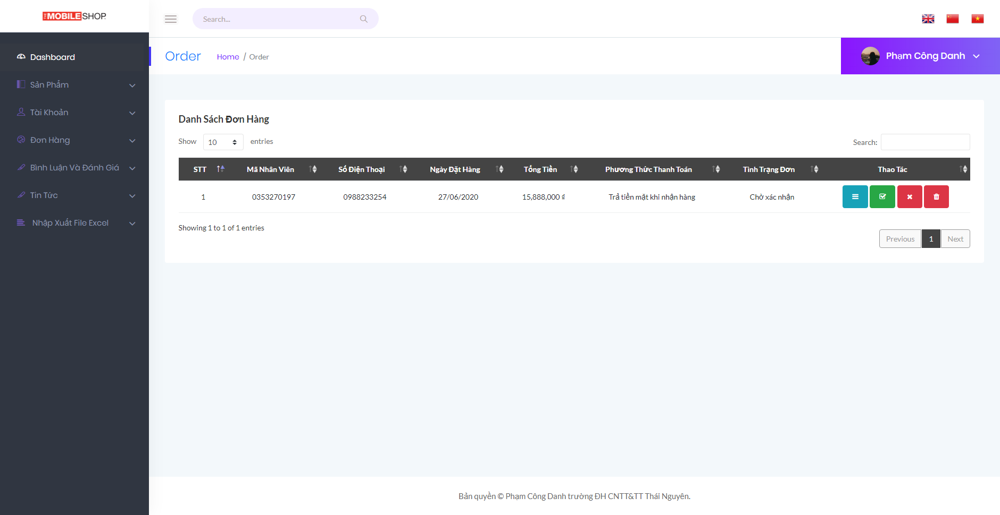 THE MOBILE SHOP
Search...
Dashboard
Order
Home / Order
Phạm Công Danh
Sản Phẩm
Tài Khoản
Đơn Hàng
Bình Luận Và Đánh Giá
Tin Tức
Nhập Xuất File Excel
Danh Sách Đơn Hàng
Show 10 entries
Search:
STT Mã Nhân Viên Số Điện Thoại Ngày Đặt Hàng Tổng Tiền Phương Thức Thanh Toán Tình Trạng Đơn Thao Tác
1 0353270197 0988233254 27/06/2020 15,888,000 ₫ Trả tiền mặt khi nhận hàng Chờ xác nhận
Showing 1 to 1 of 1 entries
Previous 1 Next
Bản quyền © Phạm Công Danh trường ĐH CNTT&TT Thái Nguyên.